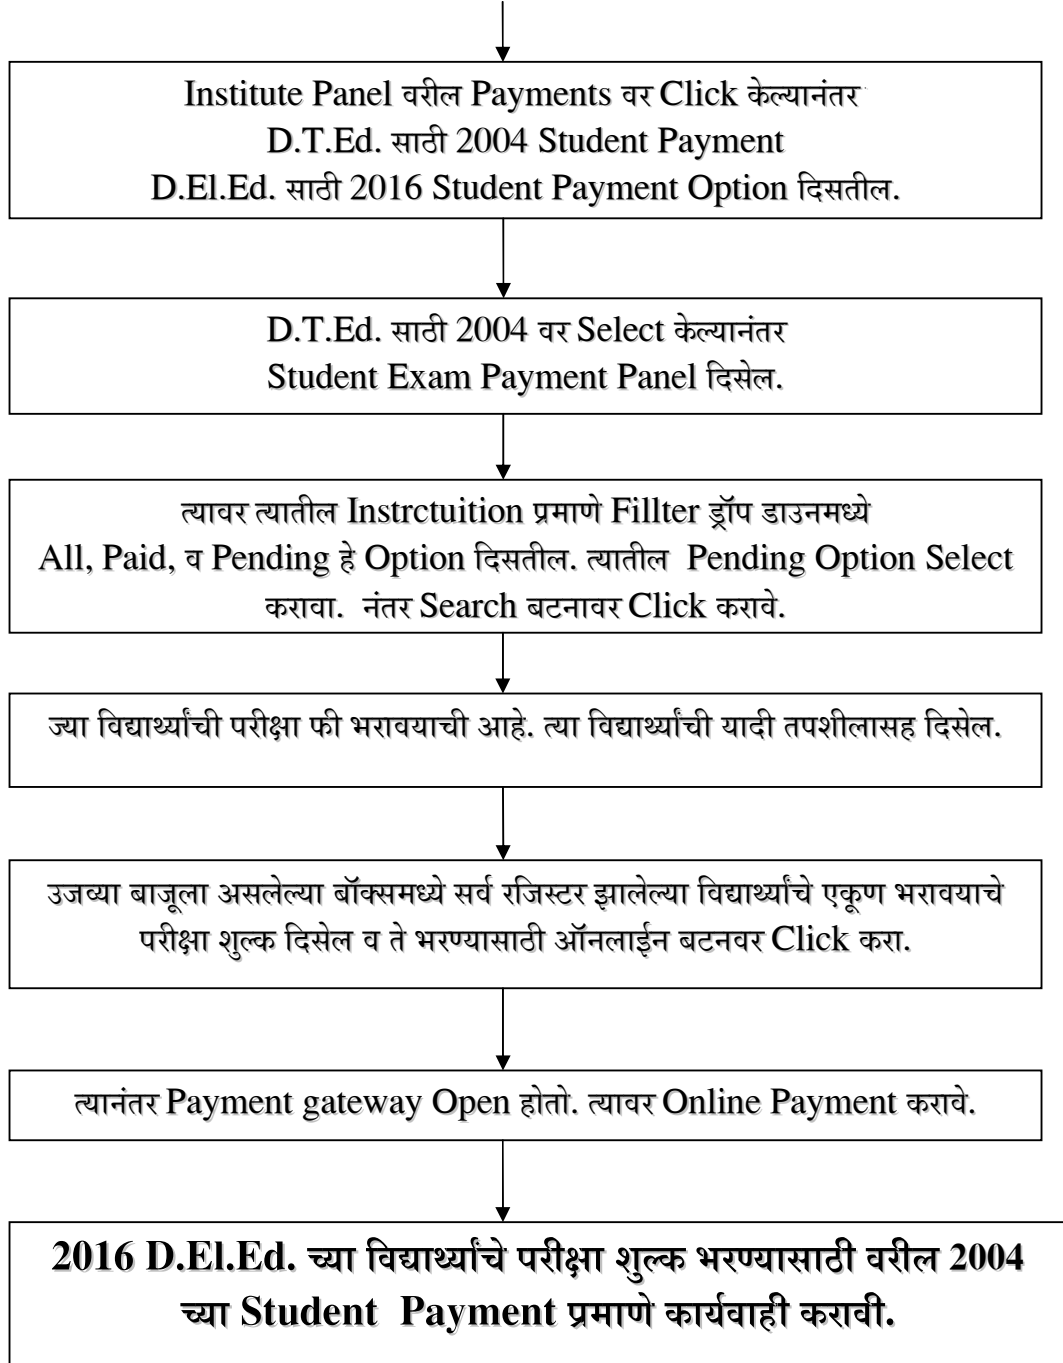 Institute Panel वरील Payments वर Click केल्यानंतर
D.T.Ed. साठी 2004 Student Payment
D.El.Ed. साठी 2016 Student Payment Option दिसतील.
D.T.Ed. साठी 2004 वर Select केल्यानंतर
Student Exam Payment Panel दिसेल.
त्यावर त्यातील Instrctuition प्रमाणे Fillter ड्रॉप डाउनमध्ये
All, Paid, व Pending हे Option दिसतील. त्यातील Pending Option Select
करावा. नंतर Search बटनावर Click करावे.
ज्या विद्यार्थ्यांची परीक्षा फी भरावयाची आहे. त्या विद्यार्थ्यांची यादी तपशीलासह दिसेल.
उजव्या बाजूला असलेल्या बॉक्समध्ये सर्व रजिस्टर झालेल्या विद्यार्थ्यांचे एकूण भरावयाचे
परीक्षा शुल्क दिसेल व ते भरण्यासाठी ऑनलाईन बटनवर Click करा.
त्यानंतर Payment gateway Open होतो. त्यावर Online Payment करावे.
2016 D.El.Ed. च्या विद्यार्थ्यांचे परीक्षा शुल्क भरण्यासाठी वरील 2004
च्या Student Payment प्रमाणे कार्यवाही करावी.